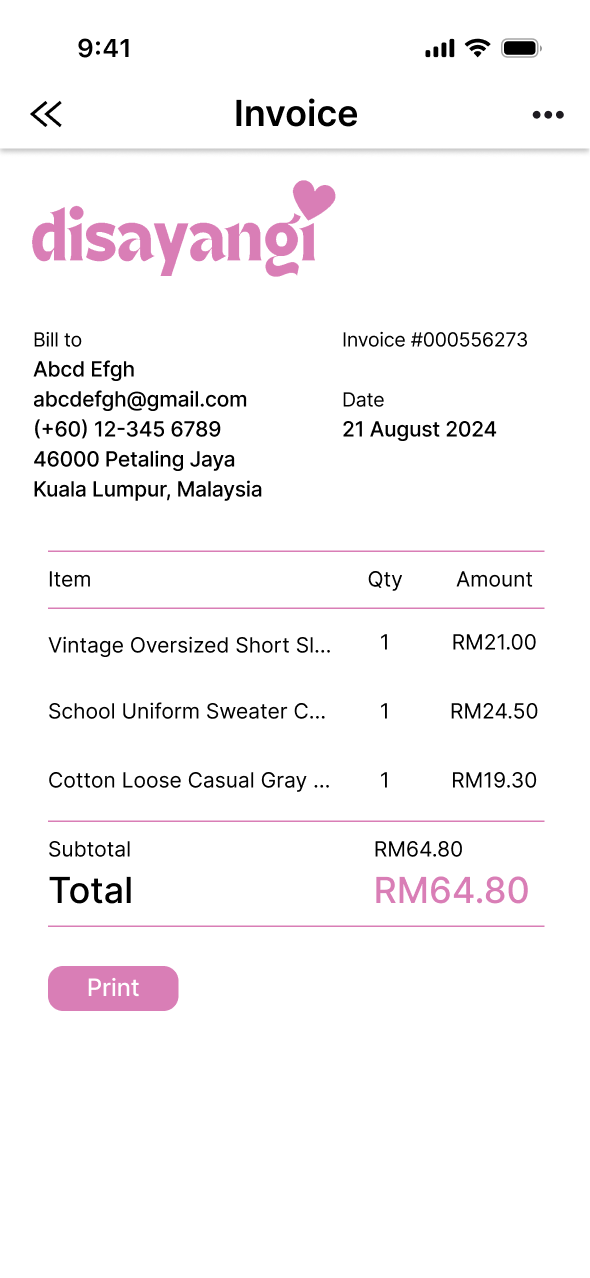 9:41
Invoice
disayangi
Bill to
Abcd Efgh
abcdefgh@gmail.com
(+60) 12-345 6789
46000 Petaling Jaya
Kuala Lumpur, Malaysia
Invoice #000556273
Date
21 August 2024
Item Qty Amount
Vintage Oversized Short Sl... 1 RM21.00
School Uniform Sweater C... 1 RM24.50
Cotton Loose Casual Gray ... 1 RM19.30
Subtotal RM64.80
Total RM64.80
Print